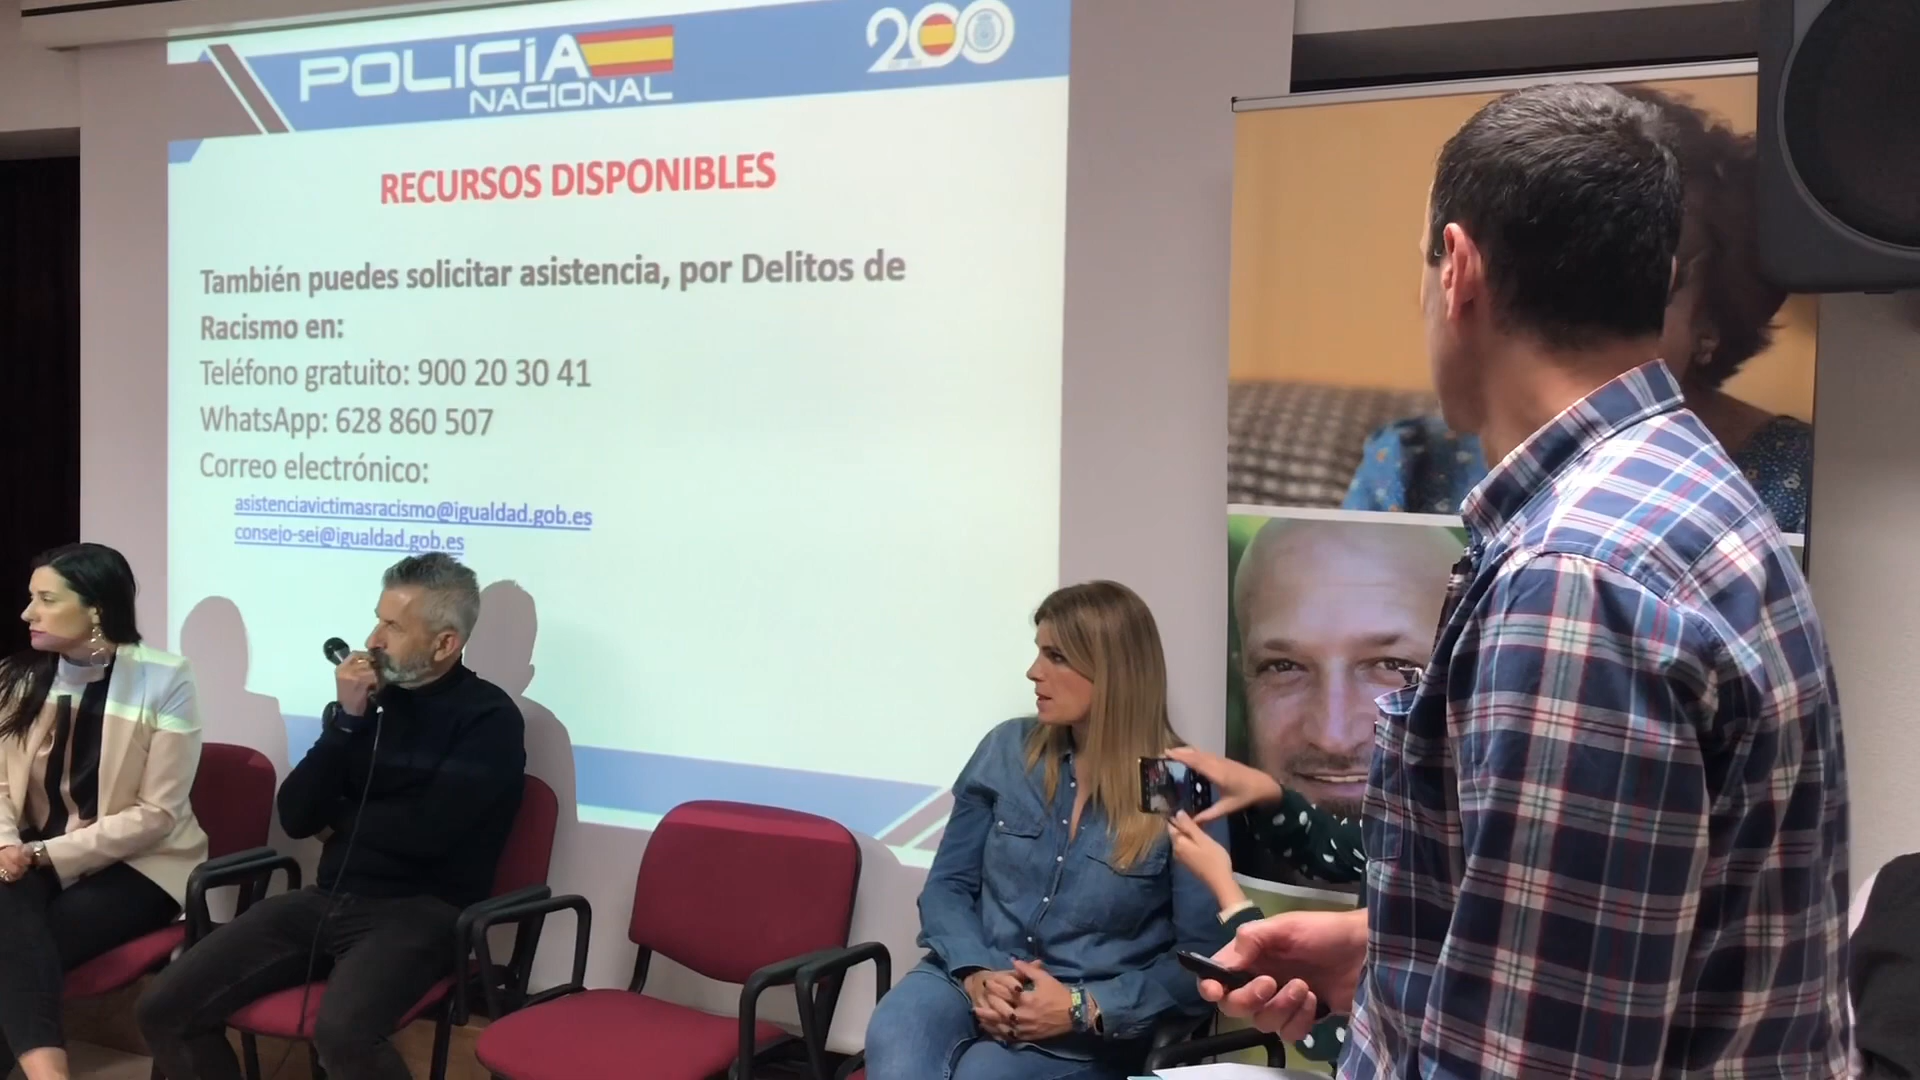 POLICÍA
NACIONAL
200
RECURSOS DISPONIBLES
También puedes solicitar asistencia, por Delitos de
Racismo en:
Teléfono gratuito: 900 20 30 41
WhatsApp: 628 860 507
Correo electrónico:
asistenciavictimasracismo@igualdad.gob.es
consejo-sei@igualdad.gob.es